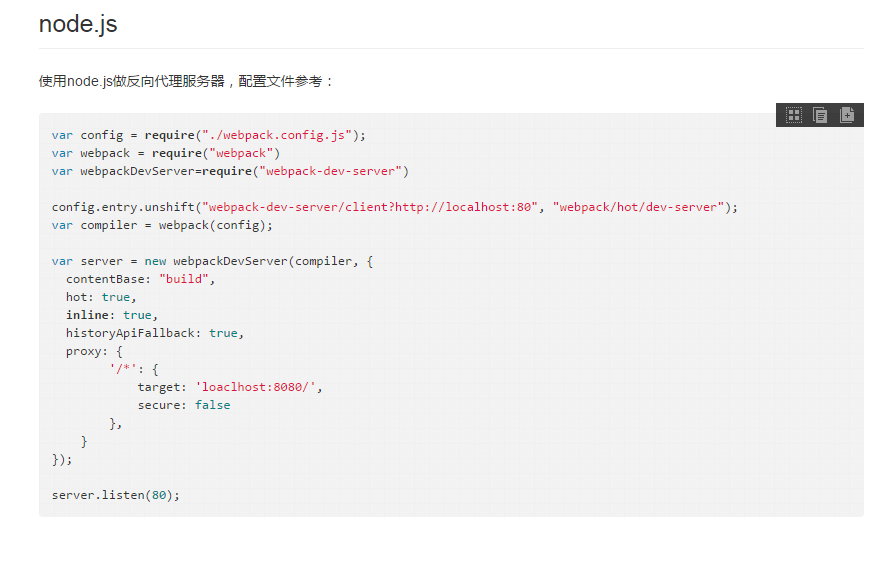 node.js
使用node.js做反向代理服务器，配置文件参考：
var config = require("./webpack.config.js");
var webpack = require("webpack")
var webpackDevServer=require("webpack-dev-server")
config.entry.unshift("webpack-dev-server/client?http://localhost:80", "webpack/hot/dev-server");
var compiler = webpack(config);
var server = new webpackDevServer(compiler, {
  contentBase: "build",
  hot: true,
  inline: true,
  historyApiFallback: true,
  proxy: {
        '/*': {
            target: 'loaclhost:8080/',
            secure: false
        },
    }
});
server.listen(80);